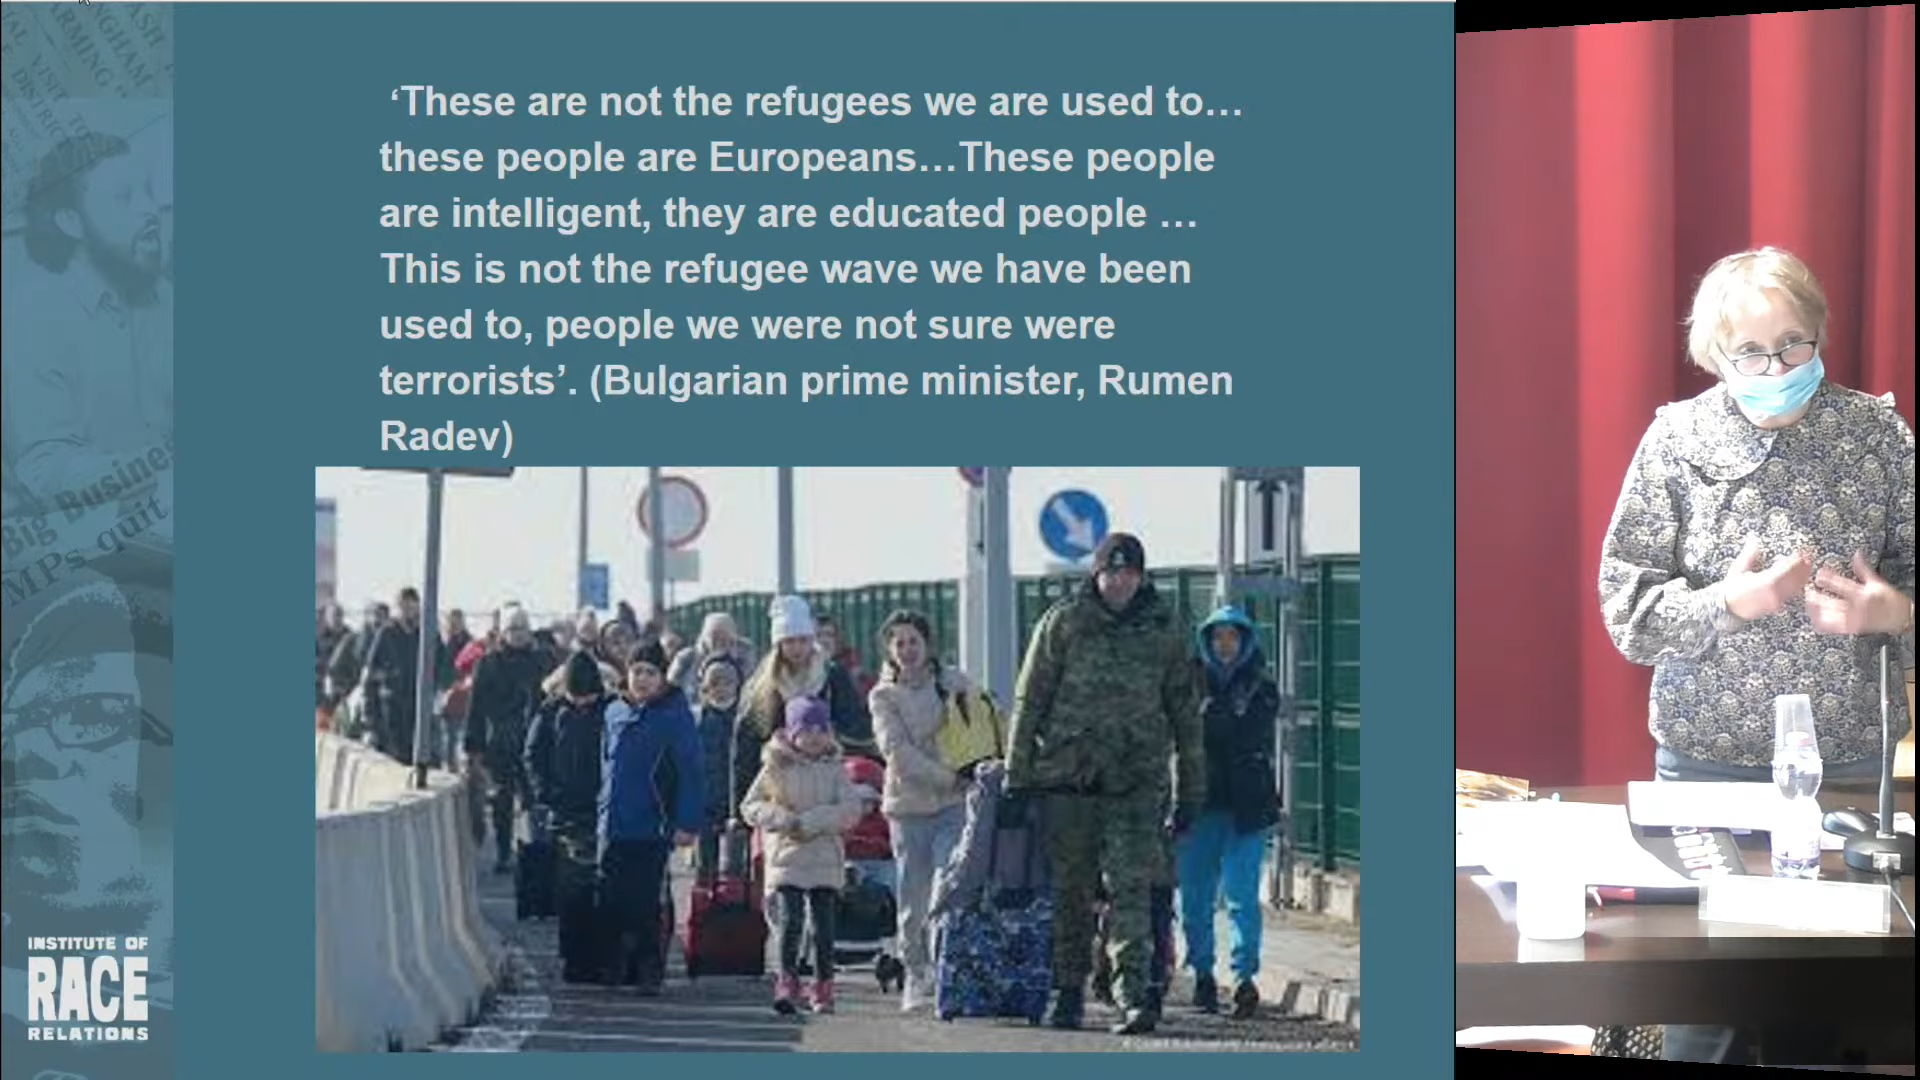 ‘These are not the refugees we are used to…
these people are Europeans…These people
are intelligent, they are educated people …
This is not the refugee wave we have been
used to, people we were not sure were
terrorists’. (Bulgarian prime minister, Rumen
Radev)
VISIT
DISTRICT
Big Business
MPs quit
INSTITUTE OF
RACE
RELATIONS